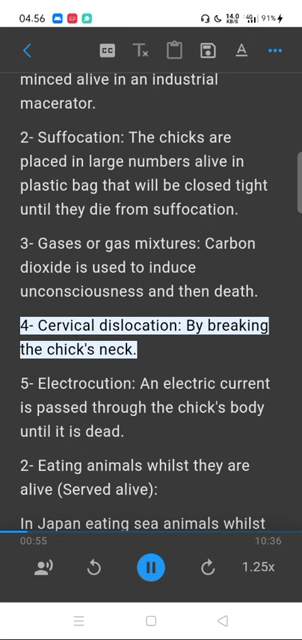 04.56
14.0
KB/S
4G
91%
CC
minced alive in an industrial
macerator.
2- Suffocation: The chicks are
placed in large numbers alive in
plastic bag that will be closed tight
until they die from suffocation.
3- Gases or gas mixtures: Carbon
dioxide is used to induce
unconsciousness and then death.
4- Cervical dislocation: By breaking
the chick's neck.
5- Electrocution: An electric current
is passed through the chick's body
until it is dead.
2- Eating animals whilst they are
alive (Served alive):
In Japan eating sea animals whilst
00:55 10:36
1.25x